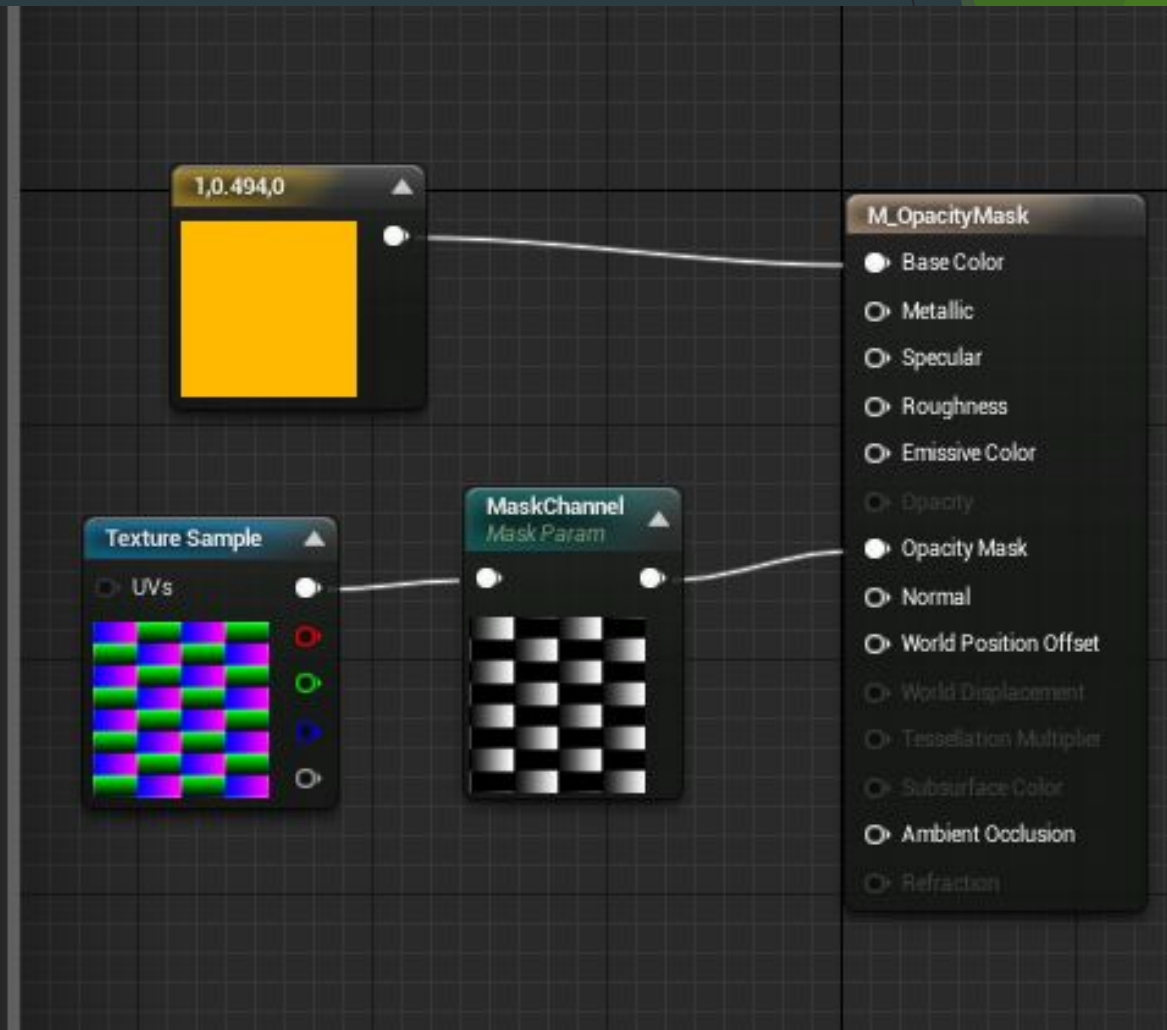 1,0.494,0
M_OpacityMask
Base Color
Metallic
Specular
Roughness
Emissive Color
Opacity
Opacity Mask
Normal
World Position Offset
World Displacement
Tessellation Multiplier
Subsurface Color
Ambient Occlusion
Refraction
MaskChannel
Mask Param
Texture Sample
UVs